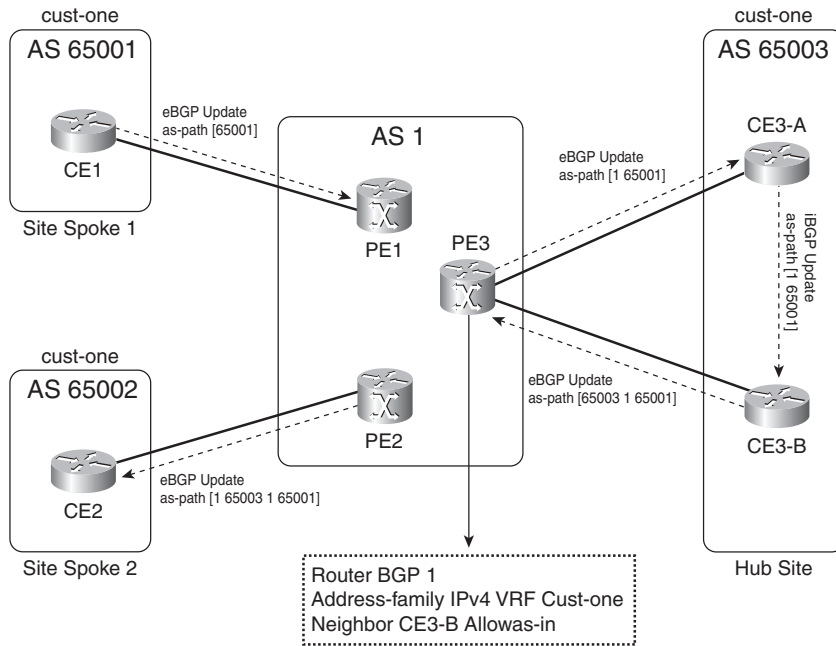 cust-one
AS 65001
CE1
Site Spoke 1
eBGP Update
as-path [65001]
AS 1
PE1
PE3
PE2
cust-one
AS 65002
CE2
Site Spoke 2
eBGP Update
as-path [1 65003 1 65001]
cust-one
AS 65003
CE3-A
eBGP Update
as-path [1 65001]
iBGP Update
as-path [1 65001]
eBGP Update
as-path [65003 1 65001]
CE3-B
Hub Site
Router BGP 1
Address-family IPv4 VRF Cust-one
Neighbor CE3-B Allowas-in